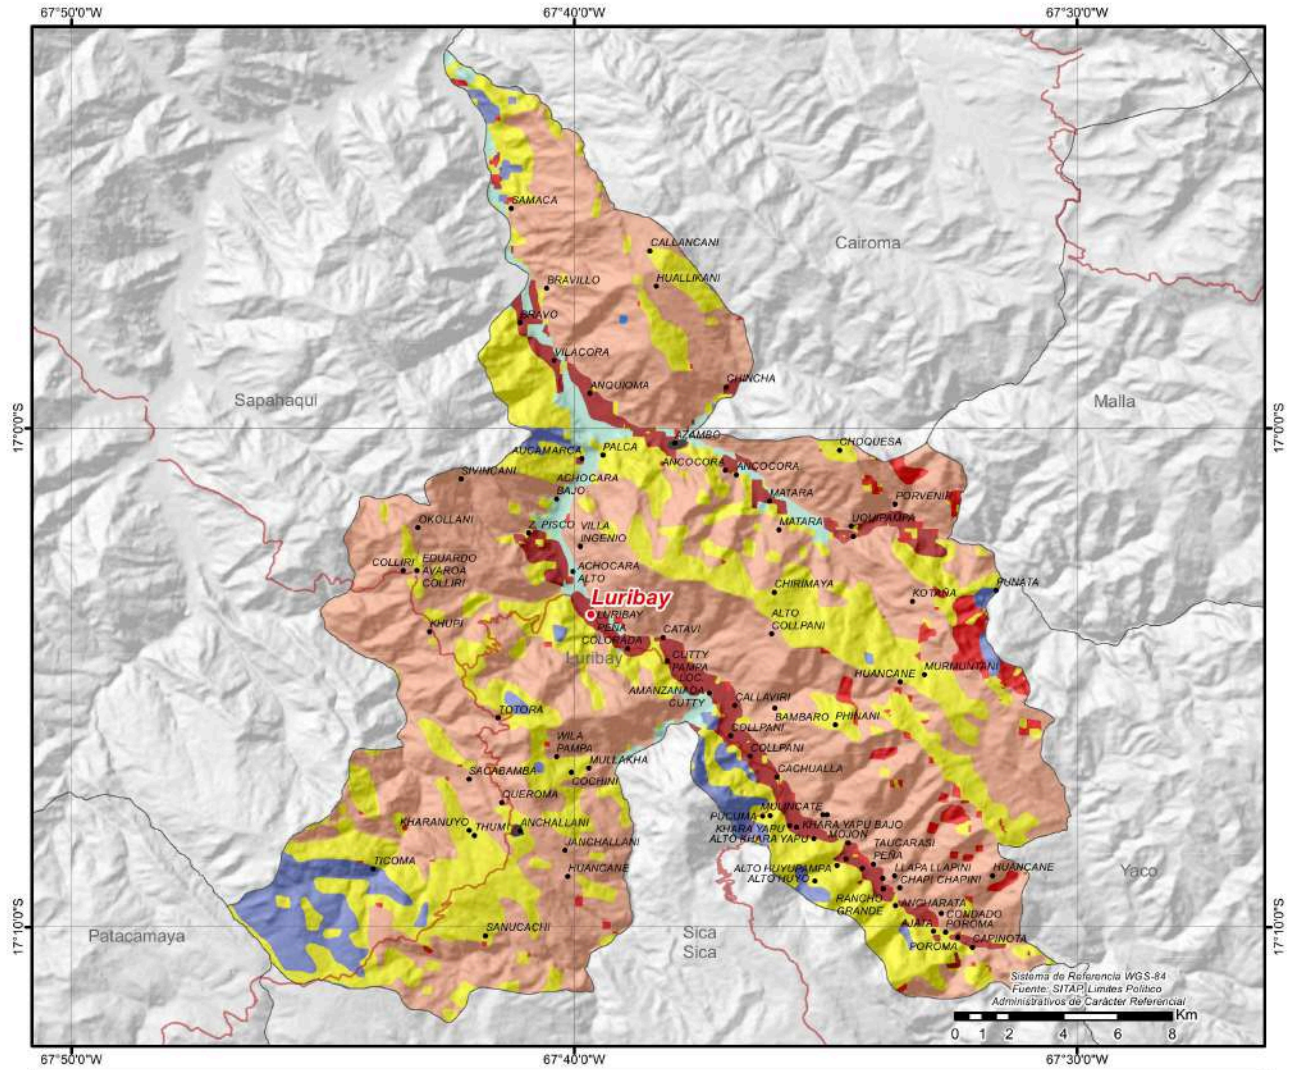 67°50'0"W
67°40'0"W
67°30'0"W
SAMACA
CALLANCANI
Cairoma
HUALLIKANI
BRAVILLO
BRAVO
VILACORA
CHINCHA
ANQUIOMA
Sapahaqui
Malla
17°0'0"S
17°0'0"S
AZAMBO
CHOQUESA
PALCA
AUCAMARCA
ANCOCORA
ANCOCORA
SIVINCANI
ACHOCARA
BAJO
MATARA
PORVENIR
OKOLLANI
Z. PISCO
VILLA
INGENIO
MATARA
UQUIPAMPA
COLLIRI
EDUARDO
AVAROA
COLLIRI
ACHOCARA
ALTO
CHIRIMAYA
PUNATA
KOTAÑA
Luribay
LURIBAY
ALTO
COLLPANI
PEÑA
COLORADA
KHUPI
CATAVI
Luribay
CUTTY
PAMPA
LOC.
MURMUNTANI
HUANCANE
AMANZANADA
CUTTY
CALLAVIRI
TOTORA
BAMBARO
PHINANI
COLLPANI
WILA
PAMPA
COLLPANI
MULLAKHA
COCHINI
SACABAMBA
CACHUALLA
QUEROMA
MULINCATE
PUCUMA
KHARANUYO
THUMI
ANCHALLANI
KHARA YAPU
KHARA YAPU BAJO
ALTO KHARA YAPU
MOJON
JANCHALLANI
TAUCARASI
PEÑA
TICOMA
HUANCANE
ALTO HUYUPAMPA
ALTO HUYO
LLAPA LLAPINI
HUANCANE
CHAPI CHAPINI
Yaco
RANCHO
GRANDE
ANCHARATA
CONDADO
AJATA
POROMA
SANUCACHI
POROMA
CAPINOTA
Patacamaya
Sica
Sica
17°10'0"S
17°10'0"S
Sistema de Referencia WGS-84
Fuente: SITAP, Limites Politico
Administrativos de Carácter Referencial
Km
0 1 2 4 6 8
67°50'0"W
67°40'0"W
67°30'0"W